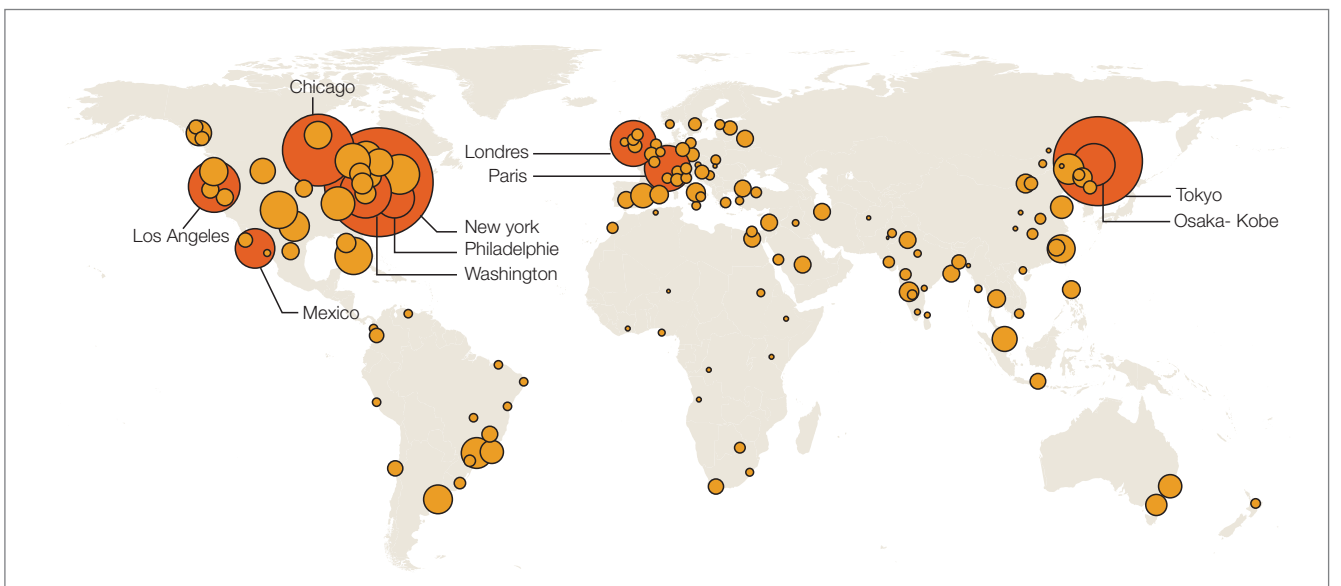 Chicago
Londres
Paris
Tokyo
Osaka- Kobe
Los Angeles
New york
Philadelphie
Washington
Mexico